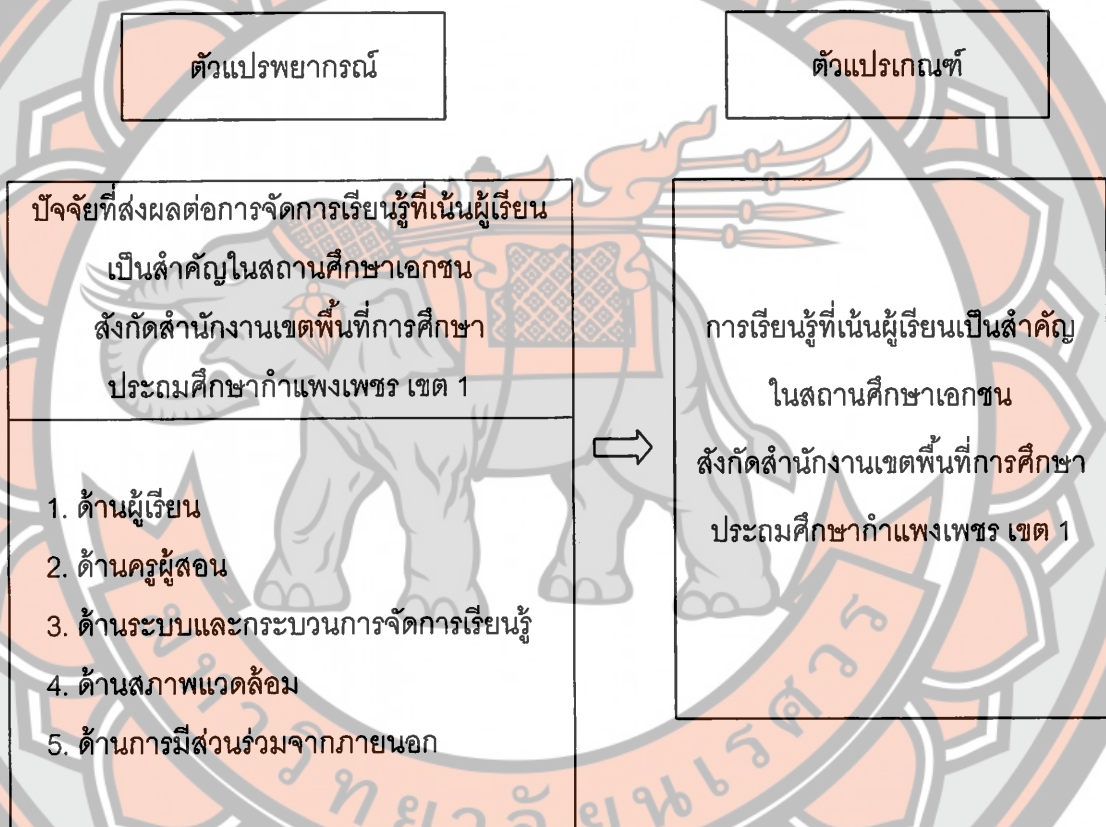 ตัวแปรพยากรณ์
ตัวแปรเกณฑ์
ปัจจัยที่ส่งผลต่อการจัดการเรียนรู้ที่เน้นผู้เรียน
เป็นสำคัญในสถานศึกษาเอกชน
สังกัดสำนักงานเขตพื้นที่การศึกษา
ประถมศึกษากำแพงเพชร เขต 1
1. ด้านผู้เรียน
2. ด้านครูผู้สอน
3. ด้านระบบและกระบวนการจัดการเรียนรู้
4. ด้านสภาพแวดล้อม
5. ด้านการมีส่วนร่วมจากภายนอก
การเรียนรู้ที่เน้นผู้เรียนเป็นสำคัญ
ในสถานศึกษาเอกชน
สังกัดสำนักงานเขตพื้นที่การศึกษา
ประถมศึกษากำแพงเพชร เขต 1